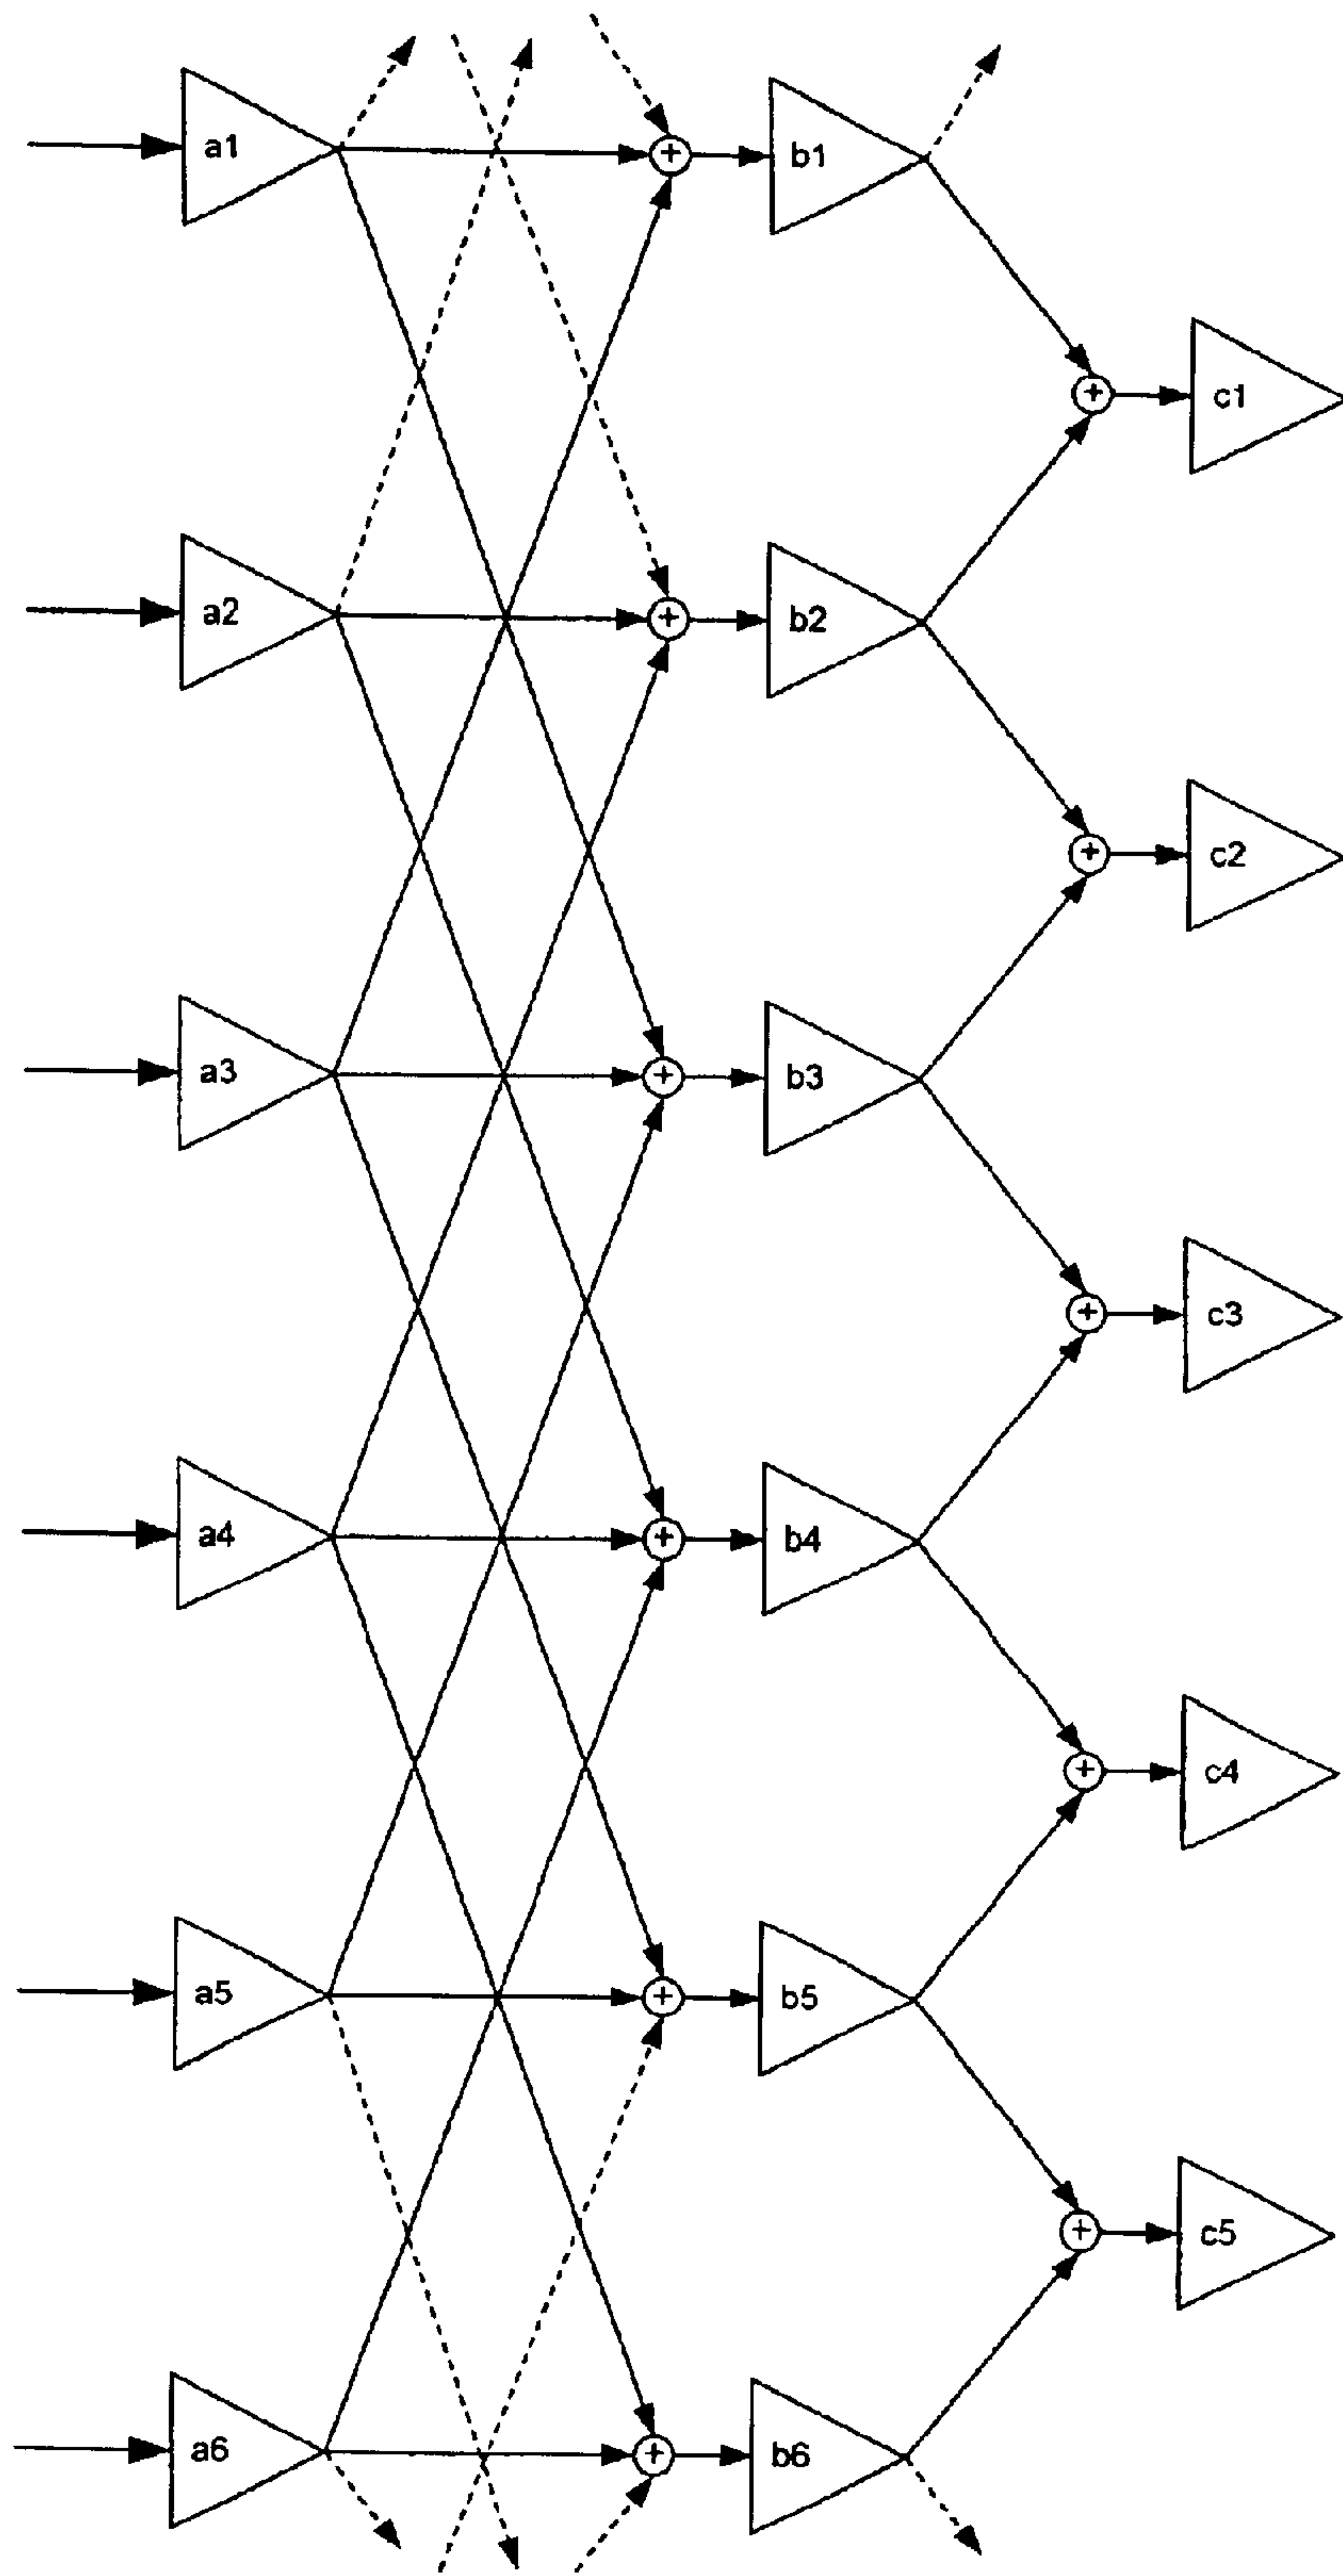 a1
+
b1
+
c1
a2
+
b2
+
c2
a3
+
b3
+
c3
a4
+
b4
+
c4
a5
+
b5
+
c5
a6
+
b6